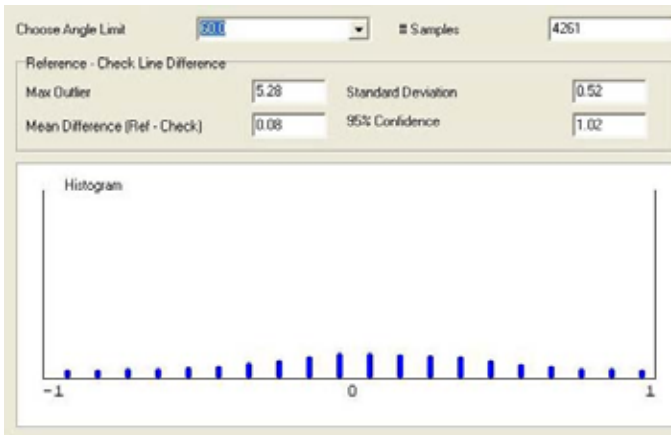 Choose Angle Limit 60.0 # Samples 4261
Reference - Check Line Difference
Max Outlier 5.28 Standard Deviation 0.52
Mean Difference (Ref - Check) 0.08 95% Confidence 1.02
Histogram
-1 0 1